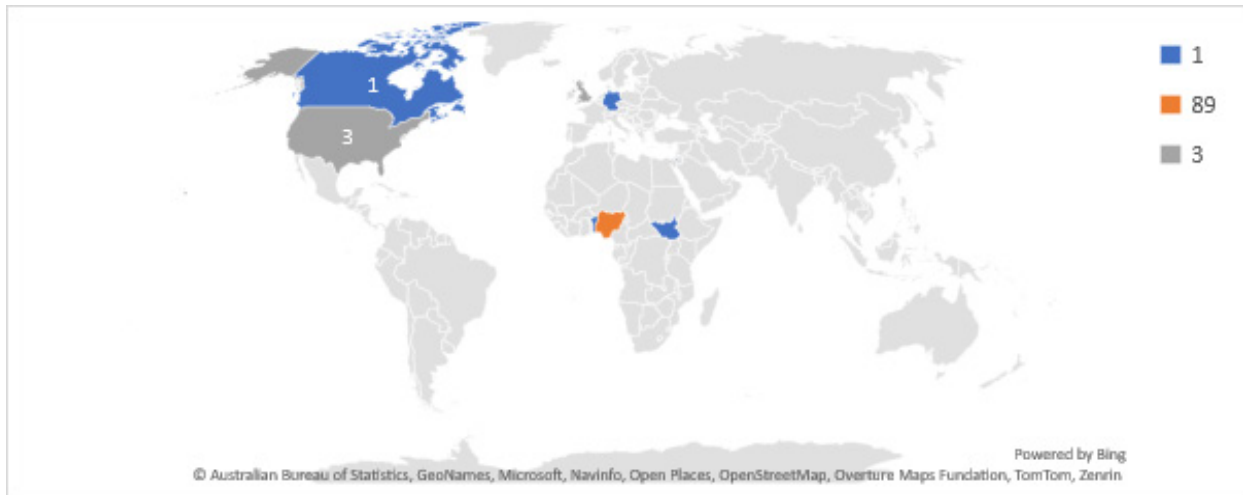 1
3
1
89
3
Powered by Bing
© Australian Bureau of Statistics, GeoNames, Microsoft, Navinfo, Open Places, OpenStreetMap, Overture Maps Fundation, TomTom, Zenrin